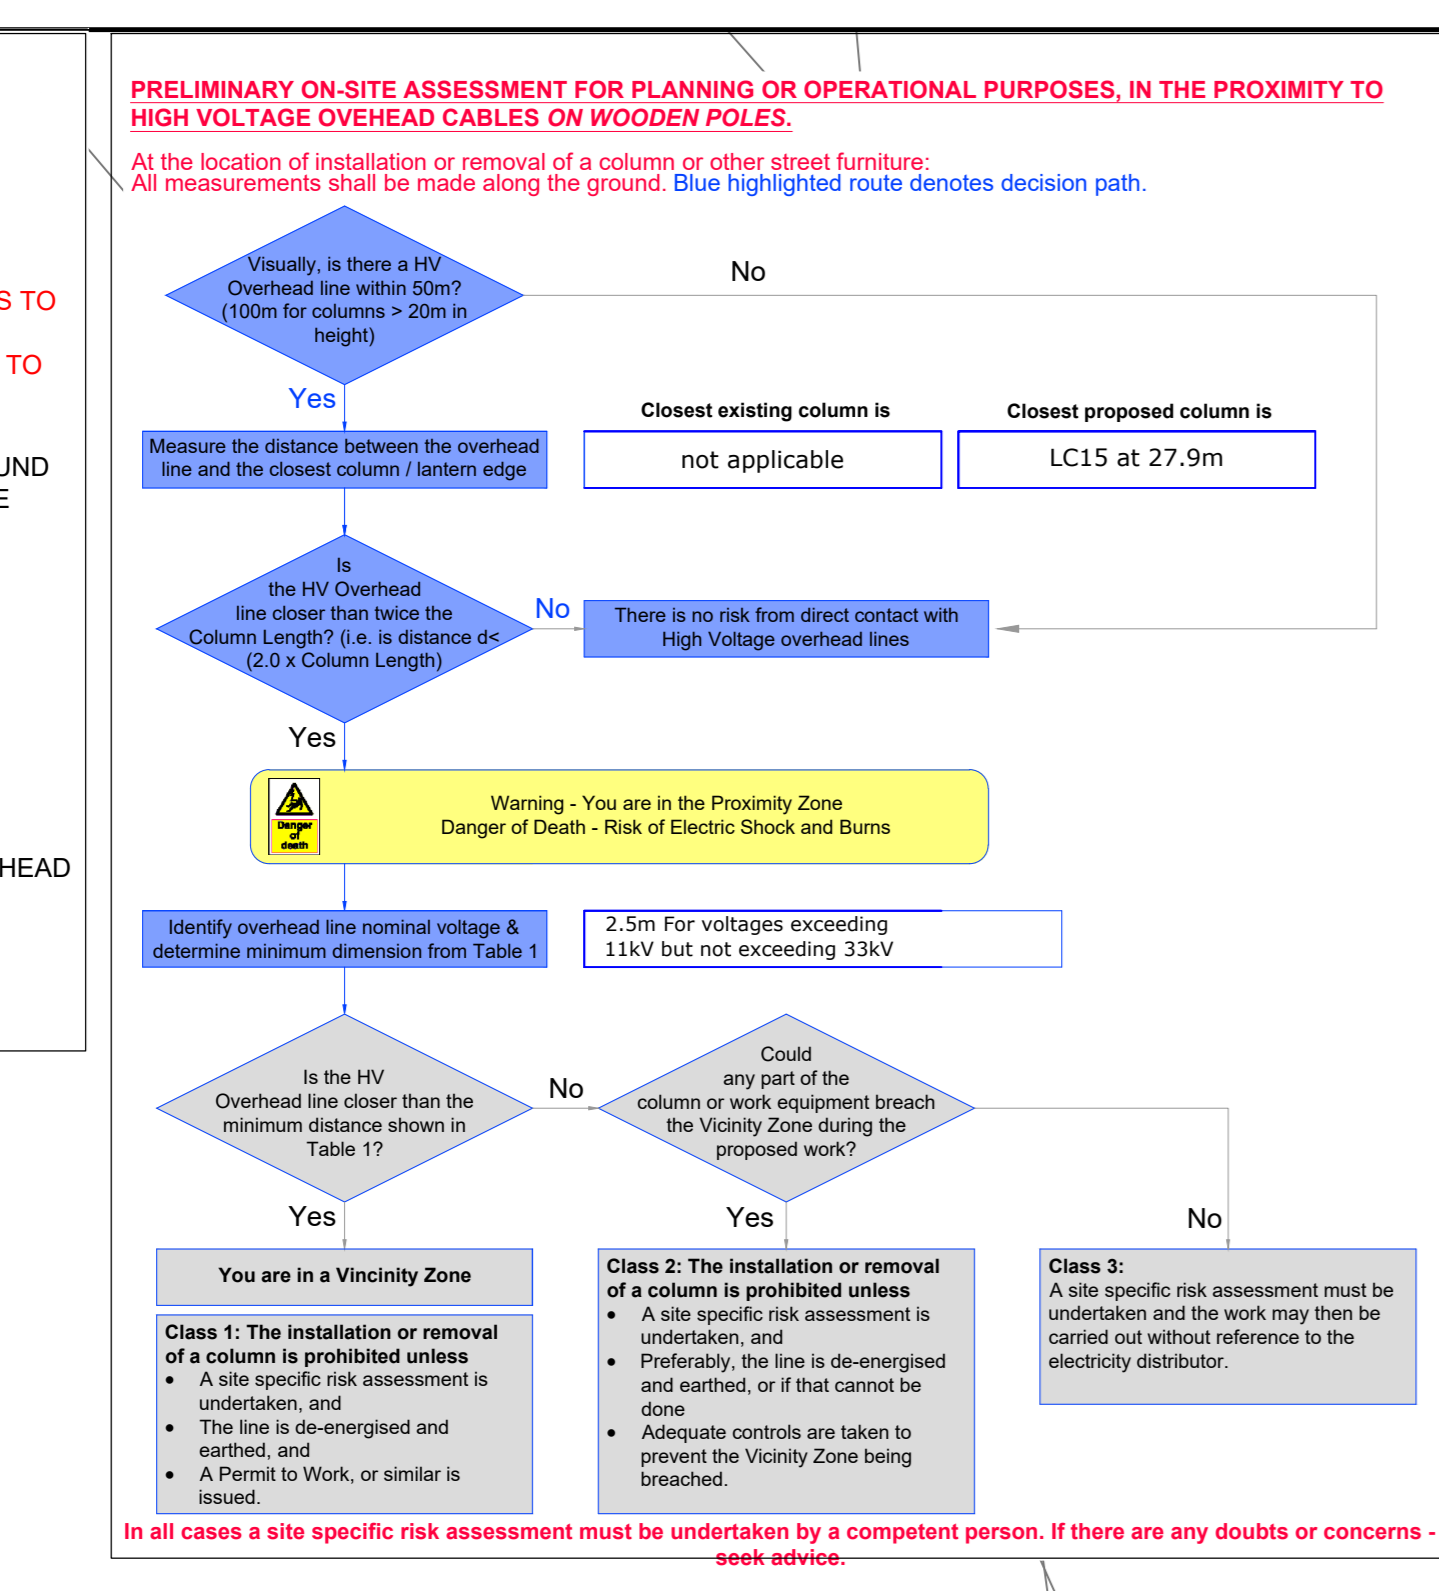 S TO
TO
UND
E
HEAD
PRELIMINARY ON-SITE ASSESSMENT FOR PLANNING OR OPERATIONAL PURPOSES, IN THE PROXIMITY TO
HIGH VOLTAGE OVEHEAD CABLES ON WOODEN POLES.
At the location of installation or removal of a column or other street furniture:
All measurements shall be made along the ground. Blue highlighted route denotes decision path.
Visually, is there a HV
Overhead line within 50m?
(100m for columns > 20m in
height)
No
Yes
Measure the distance between the overhead
line and the closest column / lantern edge
Closest existing column is
not applicable
Closest proposed column is
LC15 at 27.9m
Is
the HV Overhead
line closer than twice the
Column Length? (i.e. is distance d<
(2.0 x Column Length)
No
There is no risk from direct contact with
High Voltage overhead lines
Yes
Danger
of
death
Warning - You are in the Proximity Zone
Danger of Death - Risk of Electric Shock and Burns
Identify overhead line nominal voltage &
determine minimum dimension from Table 1
2.5m For voltages exceeding
11kV but not exceeding 33kV
Is the HV
Overhead line closer than the
minimum distance shown in
Table 1?
No
Could
any part of the
column or work equipment breach
the Vicinity Zone during the
proposed work?
Yes
Yes
No
You are in a Vincinity Zone
Class 1: The installation or removal
of a column is prohibited unless
• A site specific risk assessment is
undertaken, and
• The line is de-energised and
earthed, and
• A Permit to Work, or similar is
issued.
Class 2: The installation or removal
of a column is prohibited unless
• A site specific risk assessment is
undertaken, and
• Preferably, the line is de-energised
and earthed, or if that cannot be
done
• Adequate controls are taken to
prevent the Vicinity Zone being
breached.
Class 3:
A site specific risk assessment must be
undertaken and the work may then be
carried out without reference to the
electricity distributor.
In all cases a site specific risk assessment must be undertaken by a competent person. If there are any doubts or concerns -
seek advice.